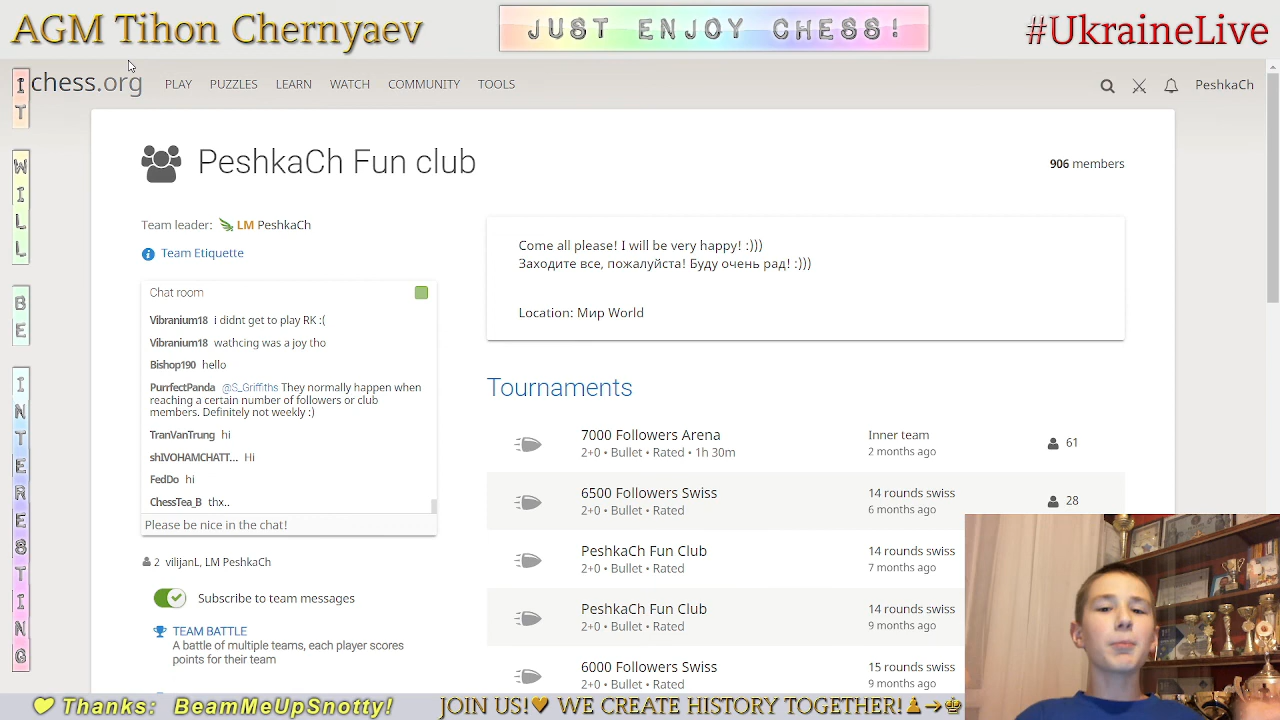 AGM Tihon Chernyaev
JUST ENJOY CHESS!
#UkraineLive
IT WILL BE INTERESTING
chess.org
PLAY PUZZLES LEARN WATCH COMMUNITY TOOLS
PeshkaCh
PeshkaCh Fun club
906 members
Team leader: LM PeshkaCh
Team Etiquette
Come all please! I will be very happy! :)))
Заходите все, пожалуйста! Буду очень рад! :)))
Location: Мир World
Chat room
Vibranium18 i didnt get to play RK :(
Vibranium18 wathcing was a joy tho
Bishop190 hello
PurrfectPanda @S_Griffiths They normally happen when
reaching a certain number of followers or club
members. Definitely not weekly :)
TranVanTrung hi
shIVOHAMCHATT... Hi
FedDo hi
ChessTea_B thx..
Please be nice in the chat!
2 vilijanL, LM PeshkaCh
Subscribe to team messages
TEAM BATTLE
A battle of multiple teams, each player scores
points for their team
Tournaments
7000 Followers Arena
2+0 • Bullet • Rated • 1h 30m
Inner team
2 months ago
61
6500 Followers Swiss
2+0 • Bullet • Rated
14 rounds swiss
6 months ago
28
PeshkaCh Fun Club
2+0 • Bullet • Rated
14 rounds swiss
7 months ago
PeshkaCh Fun Club
2+0 • Bullet • Rated
14 rounds swiss
9 months ago
6000 Followers Swiss
2+0 • Bullet • Rated
15 rounds swiss
9 months ago
Thanks: BeamMeUpSnotty!
JOIN US!♥ WE CREATE HISTORY TOGETHER!♟→♚